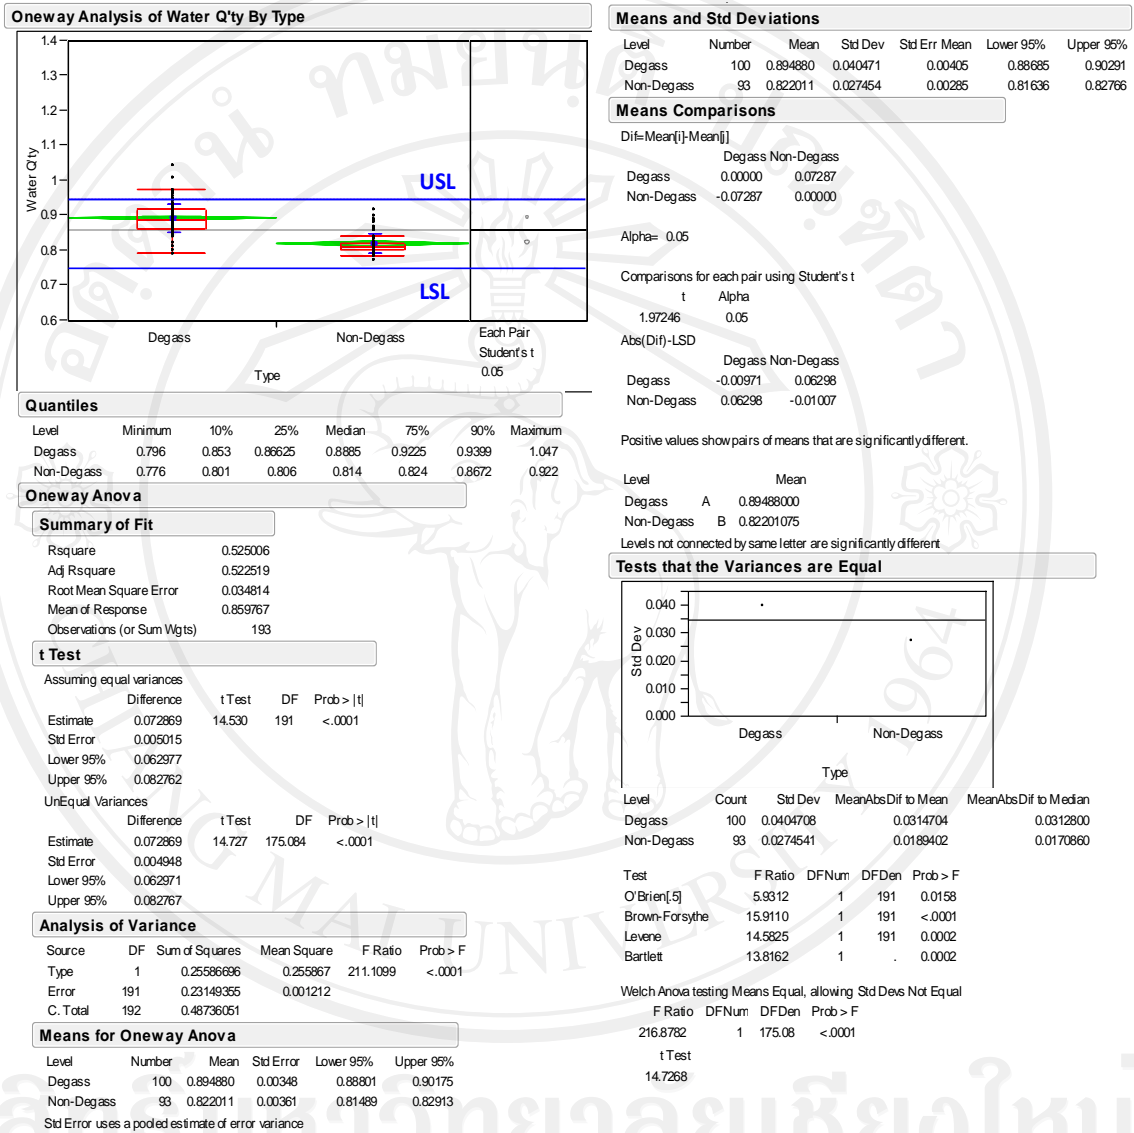 Oneway Analysis of Water Q'ty By Type
1.4
1.3
1.2
1.1
1
0.9
0.8
0.7
0.6
Water Q'ty
USL
LSL
Degass Non-Degass
Each Pair
Student's t
0.05
Type
Quantiles
Level Minimum 10% 25% Median 75% 90% Maximum
Degass 0.796 0.853 0.86625 0.8885 0.9225 0.9399 1.047
Non-Degass 0.776 0.801 0.806 0.814 0.824 0.8672 0.922
Oneway Anova
Summary of Fit
Rsquare 0.525006
Adj Rsquare 0.522519
Root Mean Square Error 0.034814
Mean of Response 0.859767
Observations (or Sum Wgts) 193
t Test
Assuming equal variances
Difference t Test DF Prob > |t|
Estimate 0.072869 14.530 191 <.0001
Std Error 0.005015
Lower 95% 0.062977
Upper 95% 0.082762
UnEqual Variances
Difference t Test DF Prob > |t|
Estimate 0.072869 14.727 175.084 <.0001
Std Error 0.004948
Lower 95% 0.062971
Upper 95% 0.082767
Analysis of Variance
Source DF Sum of Squares Mean Square F Ratio Prob > F
Type 1 0.25586696 0.255867 211.1099 <.0001
Error 191 0.23149355 0.001212
C. Total 192 0.48736051
Means for Oneway Anova
Level Number Mean Std Error Lower 95% Upper 95%
Degass 100 0.894880 0.00348 0.88801 0.90175
Non-Degass 93 0.822011 0.00361 0.81489 0.82913
Std Error uses a pooled estimate of error variance
Means and Std Deviations
Level Number Mean Std Dev Std Err Mean Lower 95% Upper 95%
Degass 100 0.894880 0.040471 0.00405 0.88685 0.90291
Non-Degass 93 0.822011 0.027454 0.00285 0.81636 0.82766
Means Comparisons
Dif=Mean[i]-Mean[j]
Degass Non-Degass
Degass 0.00000 0.07287
Non-Degass -0.07287 0.00000
Alpha= 0.05
Comparisons for each pair using Student's t
t Alpha
1.97246 0.05
Abs(Dif)-LSD
Degass Non-Degass
Degass -0.00971 0.06298
Non-Degass 0.06298 -0.01007
Positive values show pairs of means that are significantly different.
Level Mean
Degass A 0.89488000
Non-Degass B 0.82201075
Levels not connected by same letter are significantly different
Tests that the Variances are Equal
0.040
0.030
0.020
0.010
0.000
Std Dev
Degass Non-Degass
Type
Level Count Std Dev MeanAbsDif to Mean MeanAbsDif to Median
Degass 100 0.0404708 0.0314704 0.0312800
Non-Degass 93 0.0274541 0.0189402 0.0170860
Test F Ratio DFNum DFDen Prob > F
O'Brien[.5] 5.9312 1 191 0.0158
Brown-Forsythe 15.9110 1 191 <.0001
Levene 14.5825 1 191 0.0002
Bartlett 13.8162 1 . 0.0002
Welch Anova testing Means Equal, allowing Std Devs Not Equal
F Ratio DFNum DFDen Prob > F
216.8782 1 175.08 <.0001
t Test
14.7268
CHIANG MAI UNIVERSITY 1964